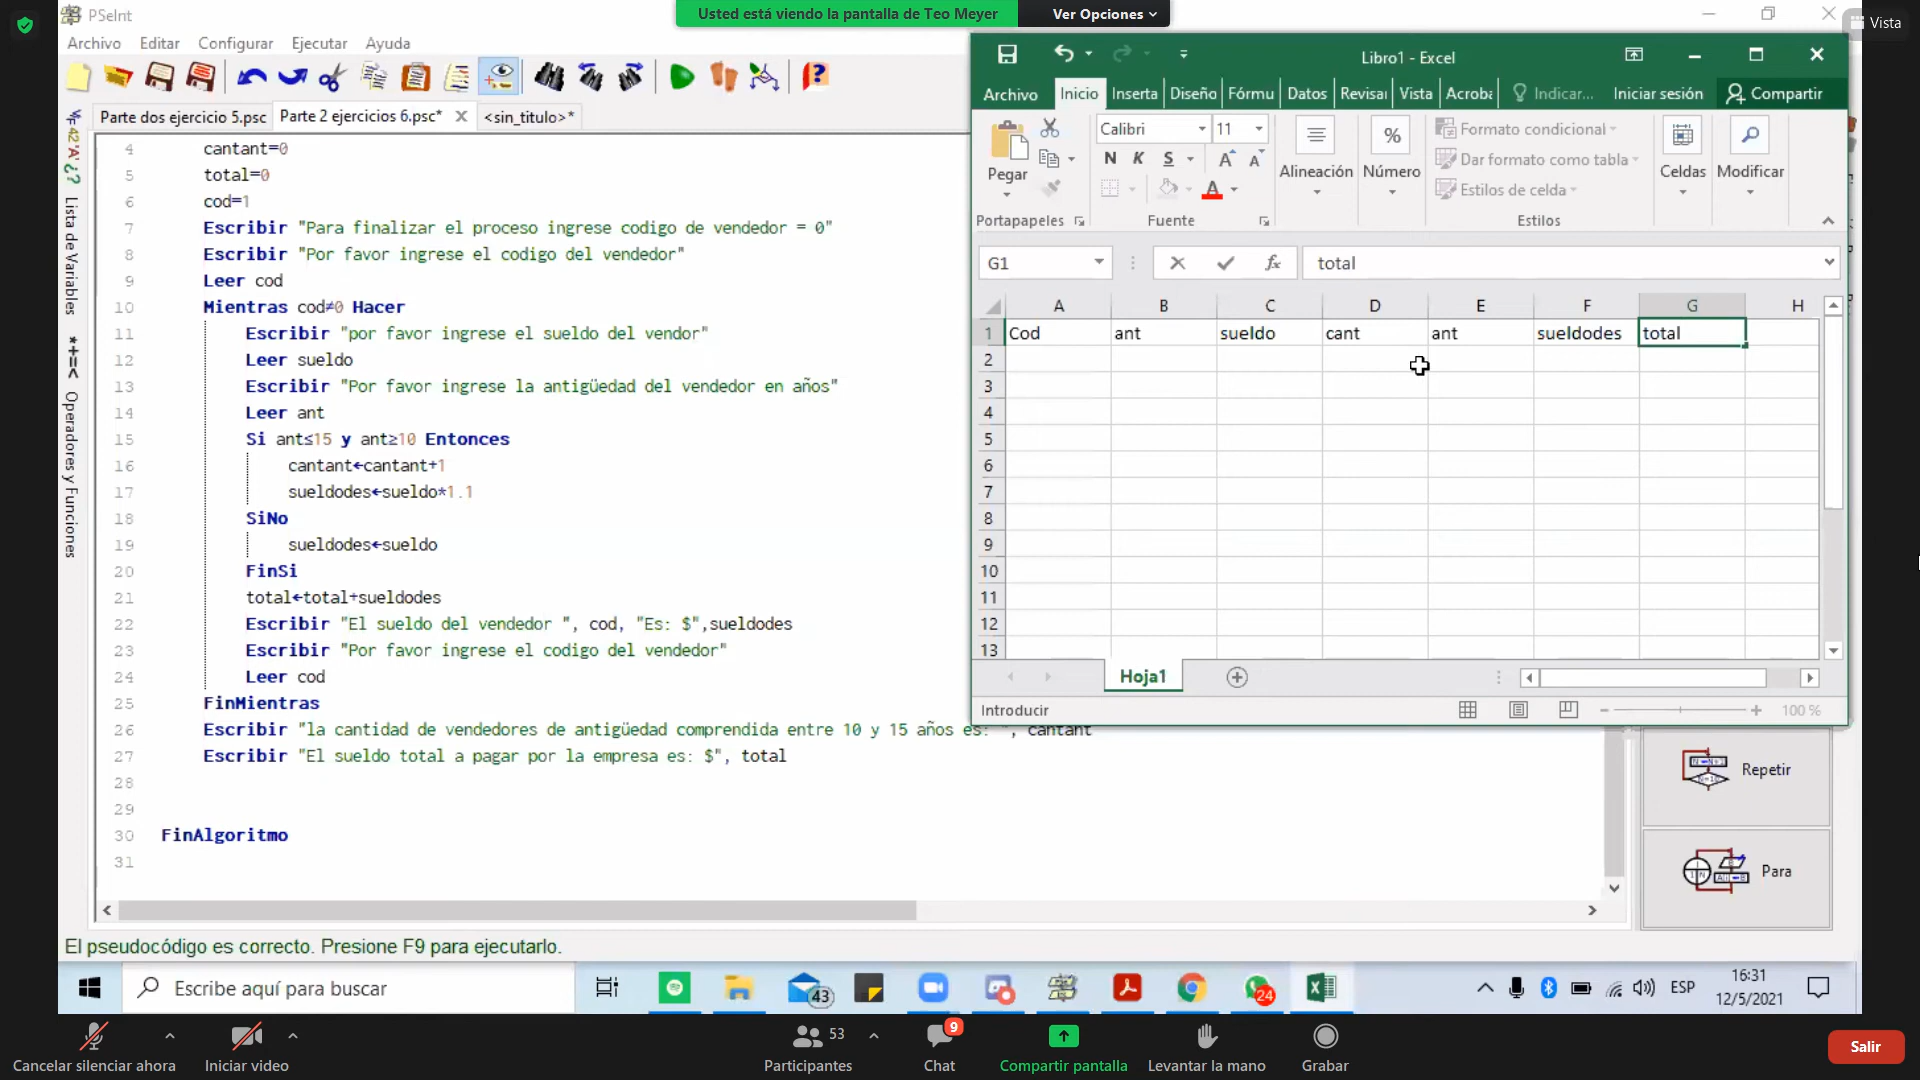 PSeInt
Usted está viendo la pantalla de Teo Meyer
Ver Opciones
Vista
Archivo Editar Configurar Ejecutar Ayuda
Parte dos ejercicio 5.psc
Parte 2 ejercicios 6.psc*
<sin_titulo>*
Lista de Variables
*+=< Operadores y Funciones
4 cantant=0
5 total=0
6 cod=1
7 Escribir "Para finalizar el proceso ingrese codigo de vendedor = 0"
8 Escribir "Por favor ingrese el codigo del vendedor"
9 Leer cod
10 Mientras cod≠0 Hacer
11 Escribir "por favor ingrese el sueldo del vendor"
12 Leer sueldo
13 Escribir "Por favor ingrese la antigüedad del vendedor en años"
14 Leer ant
15 Si ant≤15 y ant≥10 Entonces
16 cantant←cantant+1
17 sueldodes←sueldo*1.1
18 SiNo
19 sueldodes←sueldo
20 FinSi
21 total←total+sueldodes
22 Escribir "El sueldo del vendedor ", cod, "Es: $",sueldodes
23 Escribir "Por favor ingrese el codigo del vendedor"
24 Leer cod
25 FinMientras
26 Escribir "la cantidad de vendedores de antigüedad comprendida entre 10 y 15 años es: ", cantant
27 Escribir "El sueldo total a pagar por la empresa es: $", total
28
29
30 FinAlgoritmo
31
El pseudocódigo es correcto. Presione F9 para ejecutarlo.
Libro1 - Excel
Archivo Inicio Inserta Diseño Fórmu Datos Revisar Vista Acroba Indicar... Iniciar sesión Compartir
Pegar
Portapapeles
Calibri 11
N K S
Fuente
Alineación
% Número
Formato condicional
Dar formato como tabla
Estilos de celda
Estilos
Celdas
Modificar
G1 fx total
A B C D E F G H
1 Cod ant sueldo cant ant sueldodes total
2
3
4
5
6
7
8
9
10
11
12
13
Hoja1
Introducir
100 %
Repetir
Para
Escribe aquí para buscar
43
24
ESP
16:31
12/5/2021
Cancelar silenciar ahora
Iniciar video
Participantes 53
Chat 9
Compartir pantalla
Levantar la mano
Grabar
Salir